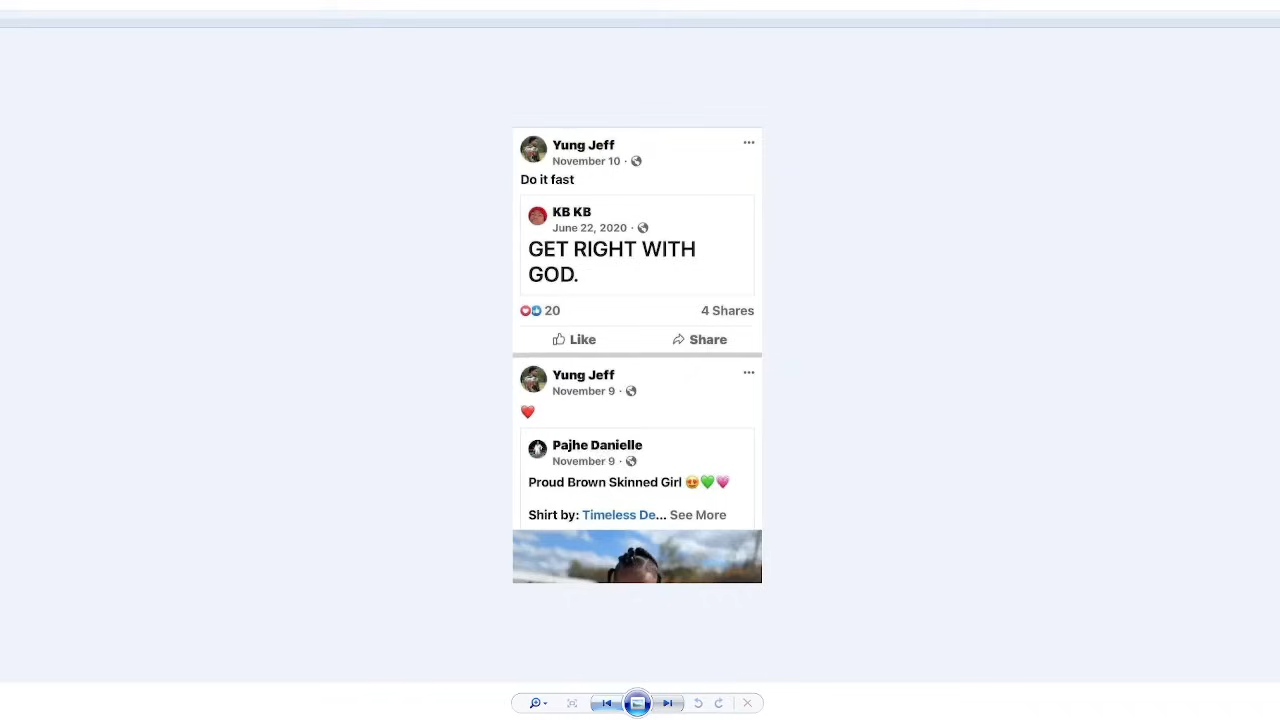 Yung Jeff
November 10 ·
Do it fast
KB KB
June 22, 2020 ·
GET RIGHT WITH
GOD.
20
4 Shares
Like
Share
Yung Jeff
November 9 ·
❤️
Pajhe Danielle
November 9 ·
Proud Brown Skinned Girl 😍💚💗
Shirt by: Timeless De... See More